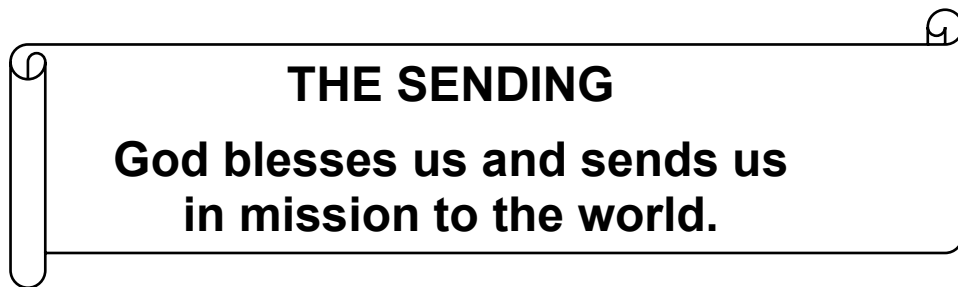 THE SENDING
God blesses us and sends us
in mission to the world.